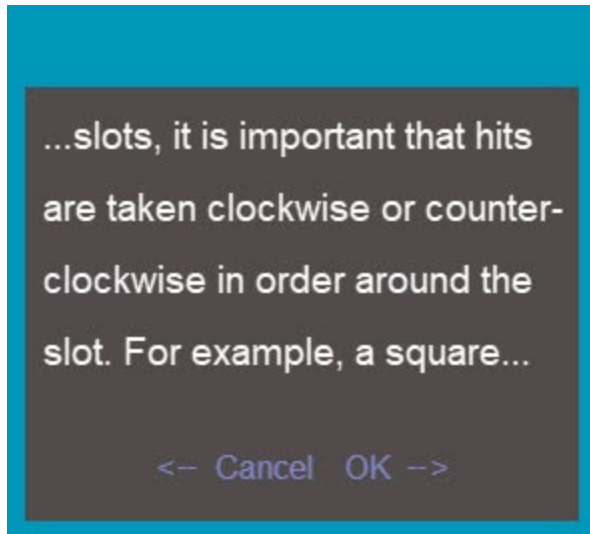 ...slots, it is important that hits
are taken clockwise or counter-
clockwise in order around the
slot. For example, a square...
<-- Cancel OK -->